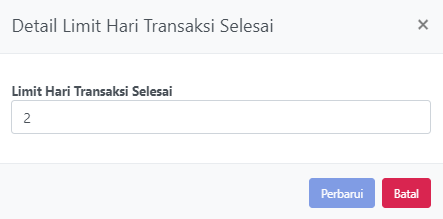 Detail Limit Hari Transaksi Selesai
×
Limit Hari Transaksi Selesai
2
Perbarui
Batal